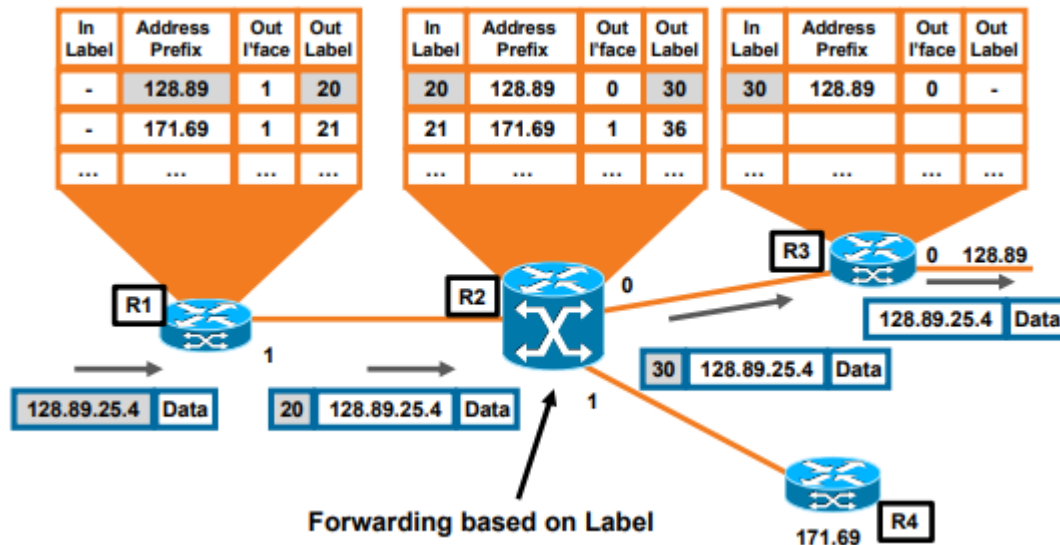 In Label Address Prefix Out I'face Out Label
- 128.89 1 20
- 171.69 1 21
... ... ... ...
In Label Address Prefix Out I'face Out Label
20 128.89 0 30
21 171.69 1 36
... ... ... ...
In Label Address Prefix Out I'face Out Label
30 128.89 0 -
... ... ... ...
R1
R2
R3
0 128.89
0
1
128.89.25.4 Data
20 128.89.25.4 Data
30 128.89.25.4 Data
128.89.25.4 Data
1
Forwarding based on Label
171.69
R4